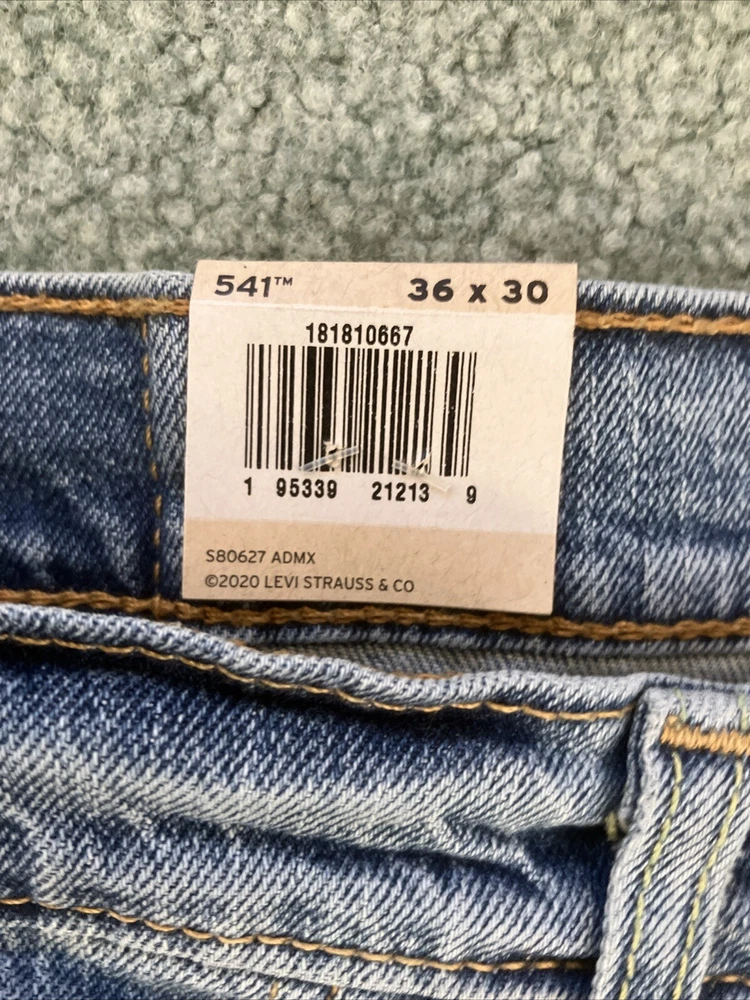 541™ 36 x 30
181810667
1 95339 21213 9
S80627 ADMX
©2020 LEVI STRAUSS & CO